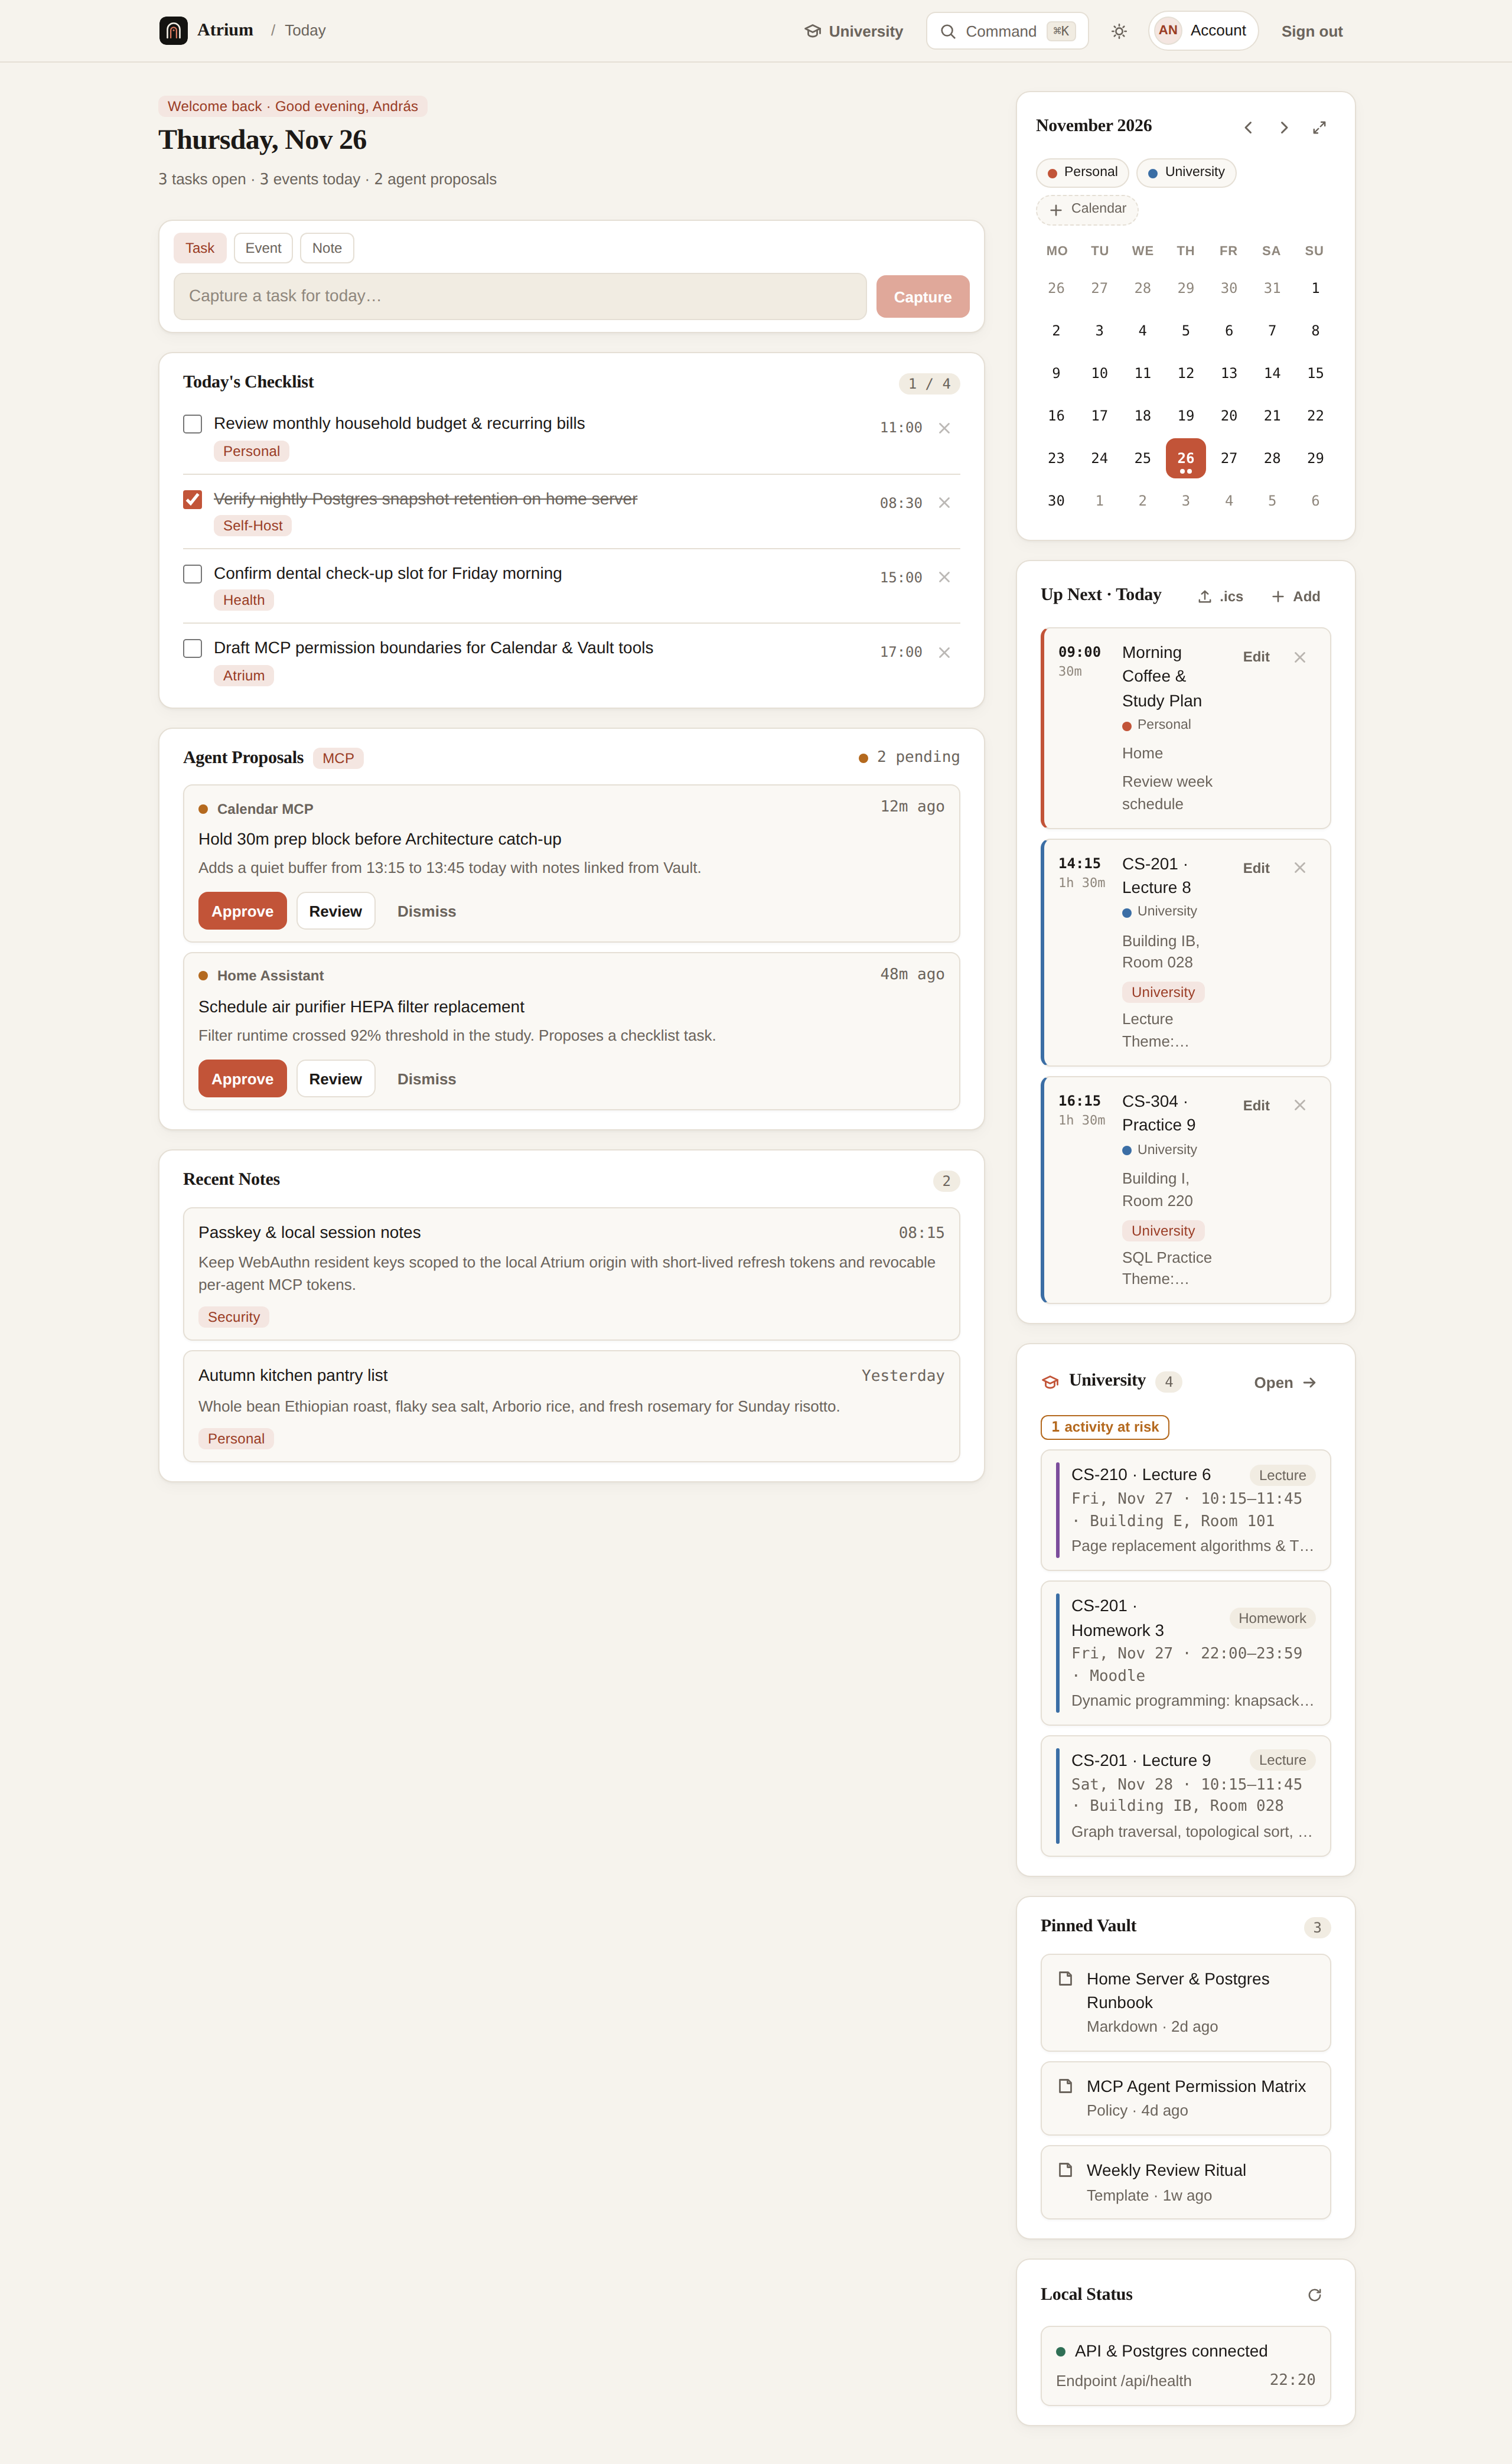 Atrium / Today
University
Command ⌘K
AN Account
Sign out
Welcome back · Good evening, András
Thursday, Nov 26
3 tasks open · 3 events today · 2 agent proposals
Task
Event
Note
Capture a task for today…
Capture
Today's Checklist
1 / 4
Review monthly household budget & recurring bills
11:00
Personal
Verify nightly Postgres snapshot retention on home server
08:30
Self-Host
Confirm dental check-up slot for Friday morning
15:00
Health
Draft MCP permission boundaries for Calendar & Vault tools
17:00
Atrium
Agent Proposals MCP
2 pending
Calendar MCP
12m ago
Hold 30m prep block before Architecture catch-up
Adds a quiet buffer from 13:15 to 13:45 today with notes linked from Vault.
Approve Review Dismiss
Home Assistant
48m ago
Schedule air purifier HEPA filter replacement
Filter runtime crossed 92% threshold in the study. Proposes a checklist task.
Approve Review Dismiss
Recent Notes
2
Passkey & local session notes
08:15
Keep WebAuthn resident keys scoped to the local Atrium origin with short-lived refresh tokens and revocable
per-agent MCP tokens.
Security
Autumn kitchen pantry list
Yesterday
Whole bean Ethiopian roast, flaky sea salt, Arborio rice, and fresh rosemary for Sunday risotto.
Personal
November 2026
Personal
University
Calendar
MO TU WE TH FR SA SU
26 27 28 29 30 31 1
2 3 4 5 6 7 8
9 10 11 12 13 14 15
16 17 18 19 20 21 22
23 24 25 26 27 28 29
30 1 2 3 4 5 6
Up Next · Today
.ics
Add
09:00
30m
Morning
Coffee &
Study Plan
Personal
Home
Review week
schedule
Edit
14:15
1h 30m
CS-201 ·
Lecture 8
University
Building IB,
Room 028
University
Lecture
Theme:…
Edit
16:15
1h 30m
CS-304 ·
Practice 9
University
Building I,
Room 220
University
SQL Practice
Theme:…
Edit
University 4
Open
1 activity at risk
CS-210 · Lecture 6
Lecture
Fri, Nov 27 · 10:15–11:45
· Building E, Room 101
Page replacement algorithms & T…
CS-201 ·
Homework 3
Homework
Fri, Nov 27 · 22:00–23:59
· Moodle
Dynamic programming: knapsack…
CS-201 · Lecture 9
Lecture
Sat, Nov 28 · 10:15–11:45
· Building IB, Room 028
Graph traversal, topological sort, …
Pinned Vault
3
Home Server & Postgres
Runbook
Markdown · 2d ago
MCP Agent Permission Matrix
Policy · 4d ago
Weekly Review Ritual
Template · 1w ago
Local Status
API & Postgres connected
Endpoint /api/health
22:20